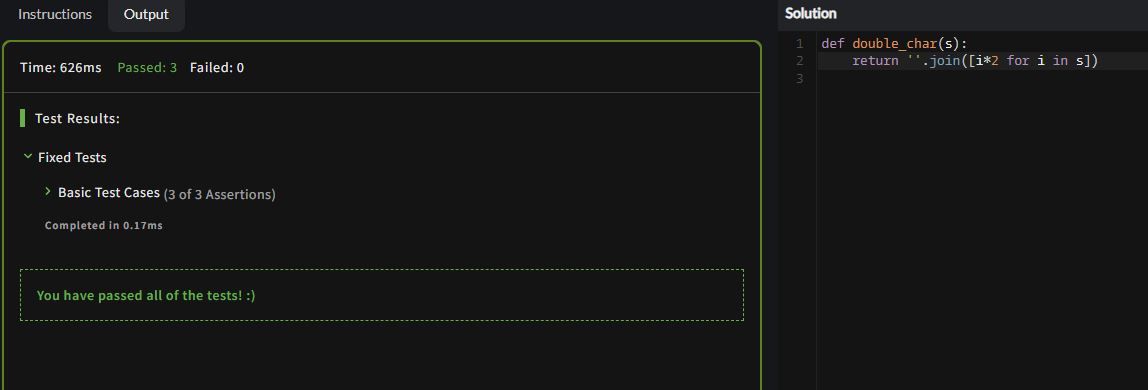 Instructions Output
Time: 626ms Passed: 3 Failed: 0
Test Results:
Fixed Tests
Basic Test Cases (3 of 3 Assertions)
Completed in 0.17ms
You have passed all of the tests! :)
Solution
1 def double_char(s):
2     return ''.join([i*2 for i in s])
3